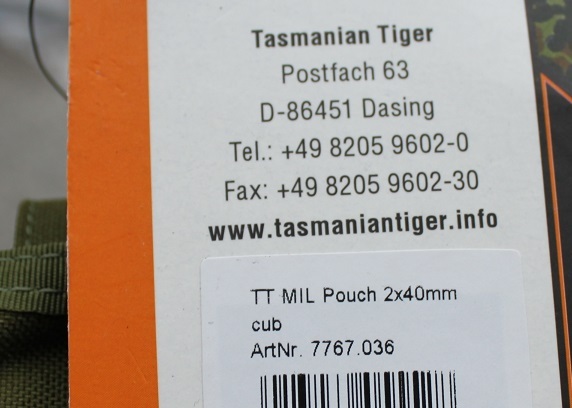 Tasmanian Tiger
Postfach 63
D-86451 Dasing
Tel.: +49 8205 9602-0
Fax: +49 8205 9602-30
www.tasmaniantiger.info
TT MIL Pouch 2x40mm
cub
ArtNr. 7767.036